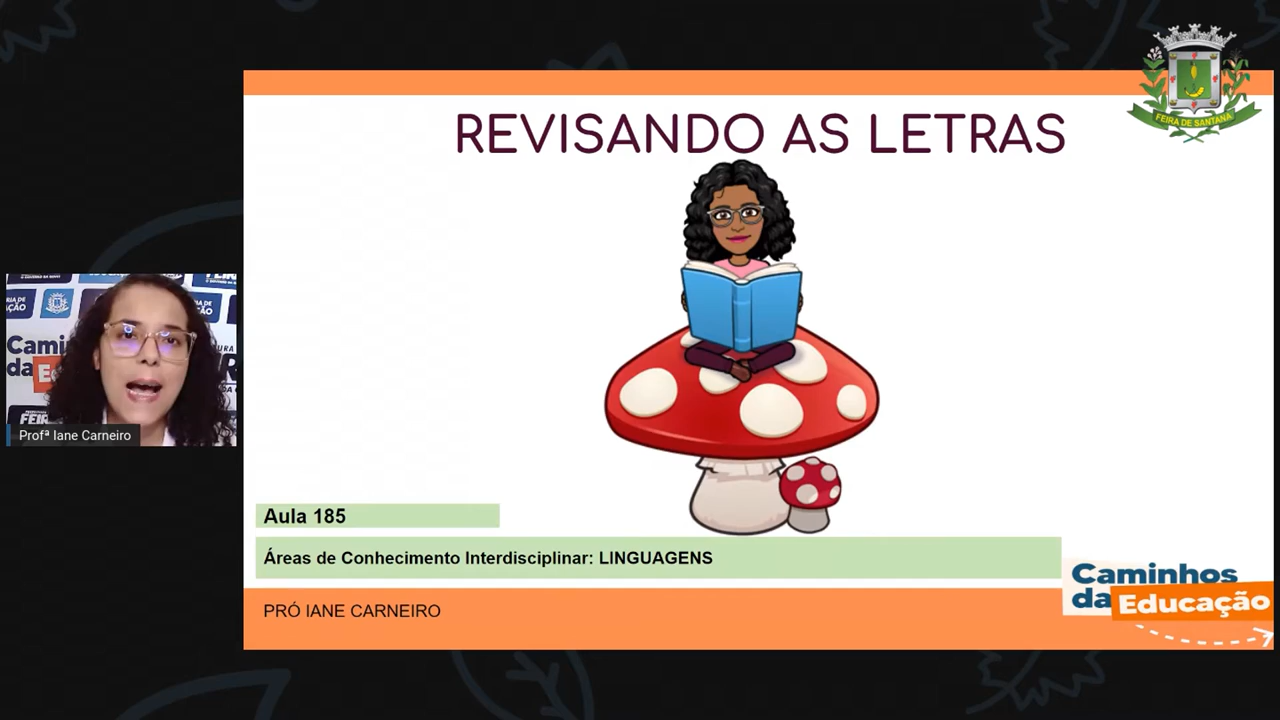 FEIRA DE SANTANA
REVISANDO AS LETRAS
Profª Iane Carneiro
Aula 185
Áreas de Conhecimento Interdisciplinar: LINGUAGENS
PRÓ IANE CARNEIRO
Caminhos
da Educação